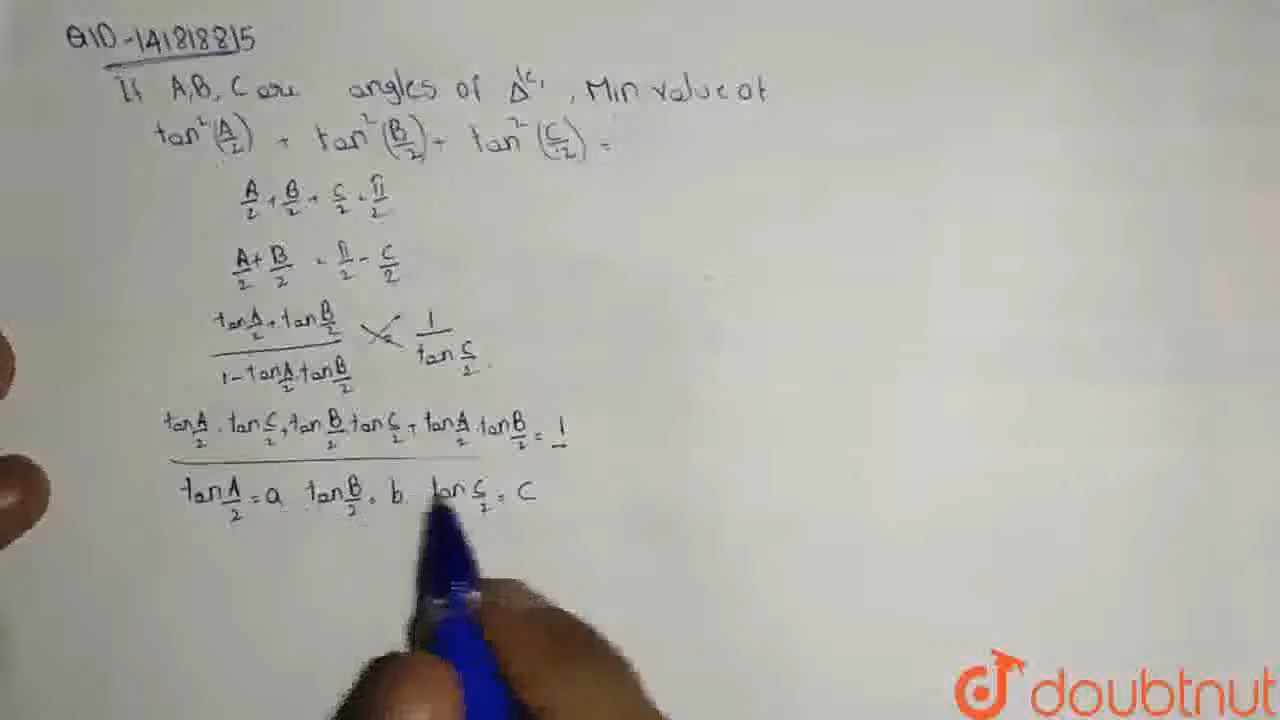 QID-141818815
If A,B, C are angles of Δle, Min value of
tan²(A/2) + tan²(B/2) + tan²(C/2) =
A/2 + B/2 + C/2 = π/2
A/2 + B/2 = π/2 - C/2
tan A/2 + tan B/2 / 1 - tan A/2 . tan B/2 = 1 / tan C/2 .
tan A/2 . tan C/2 + tan B/2 . tan C/2 + tan A/2 . tan B/2 = 1
tan A/2 = a tan B/2 = b tan C/2 = c
doubtnut